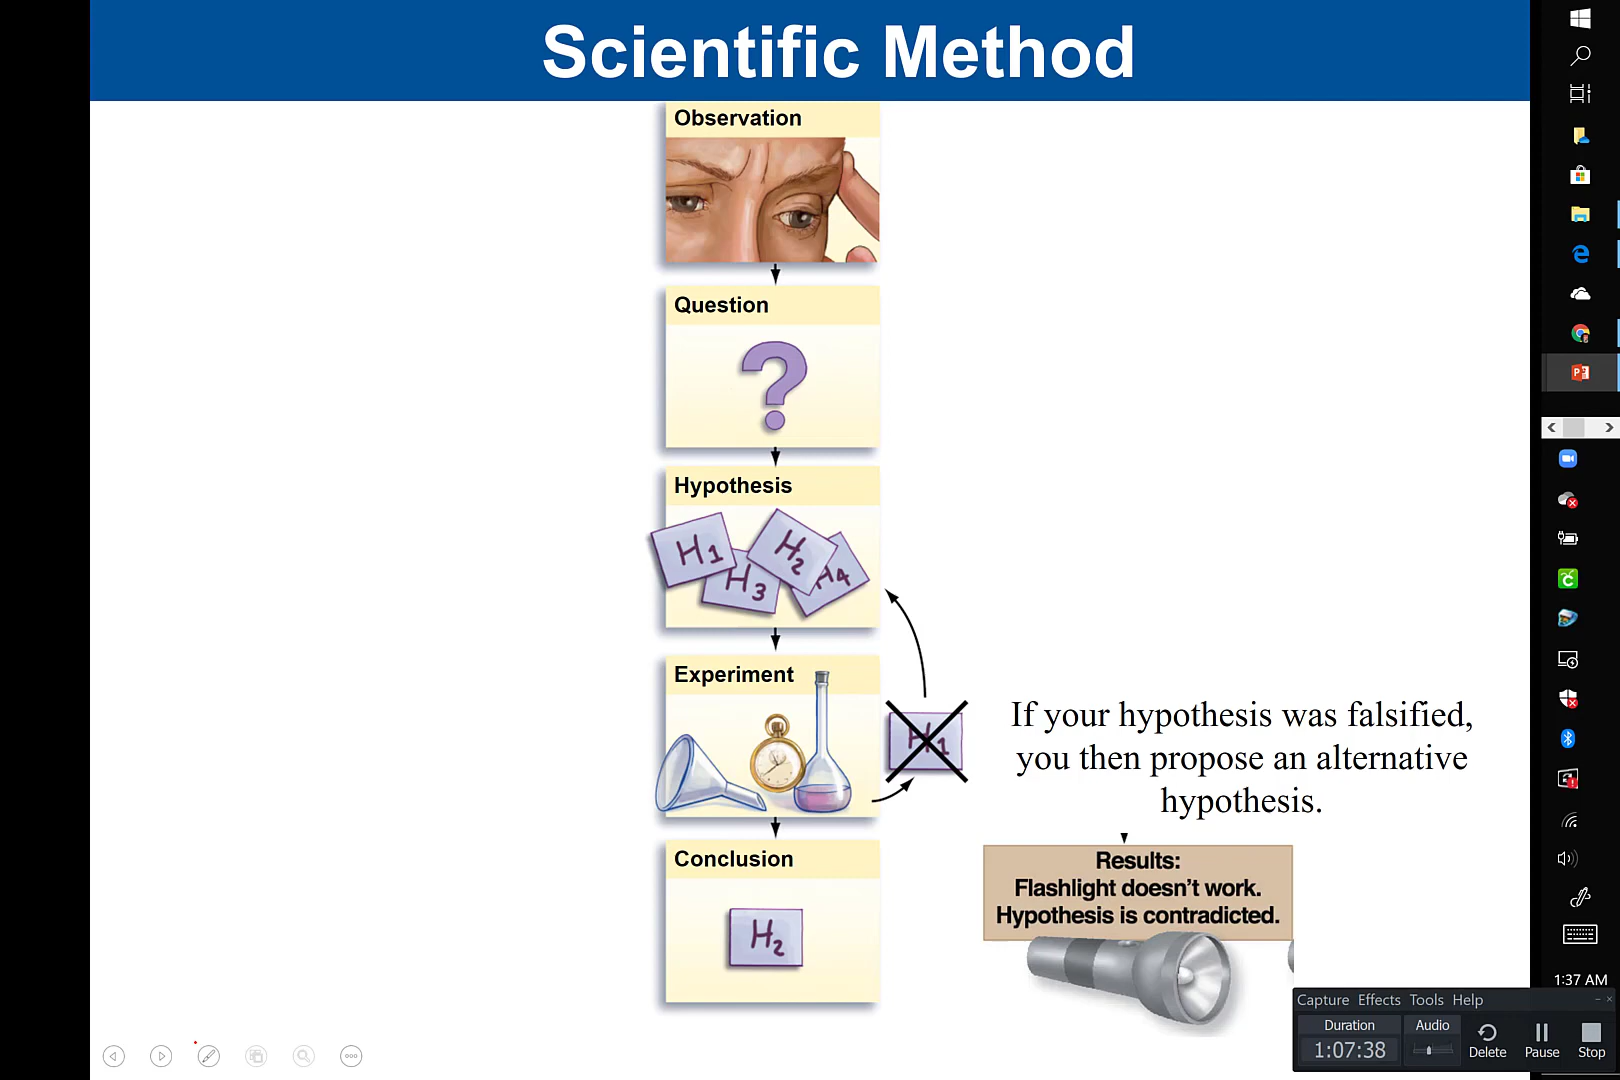 Scientific Method
Observation
Question
?
Hypothesis
H1
H2
H3
H4
Experiment
H1
If your hypothesis was falsified,
you then propose an alternative
hypothesis.
Conclusion
H2
Results:
Flashlight doesn't work.
Hypothesis is contradicted.
1:37 AM
Capture Effects Tools Help
Duration
Audio
1:07:38
Delete
Pause
Stop